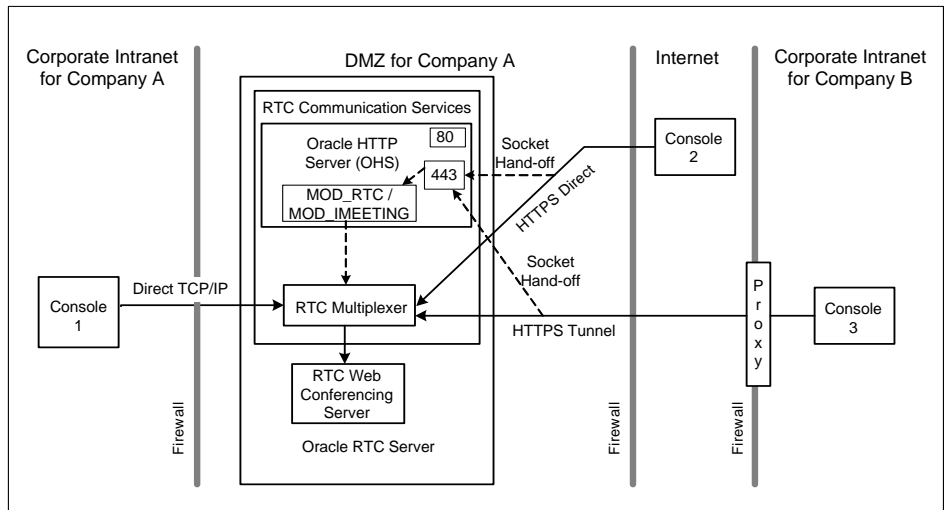 Corporate Intranet
for Company A
DMZ for Company A
Internet
Corporate Intranet
for Company B
RTC Communication Services
80
Oracle HTTP
Server (OHS)
443
MOD_RTC /
MOD_IMEETING
Socket
Hand-off
HTTPS Direct
Console
2
Socket
Hand-off
Direct TCP/IP
Console
1
RTC Multiplexer
HTTPS Tunnel
Proxy
Console
3
RTC Web
Conferencing
Server
Oracle RTC Server
Firewall
Firewall
Firewall